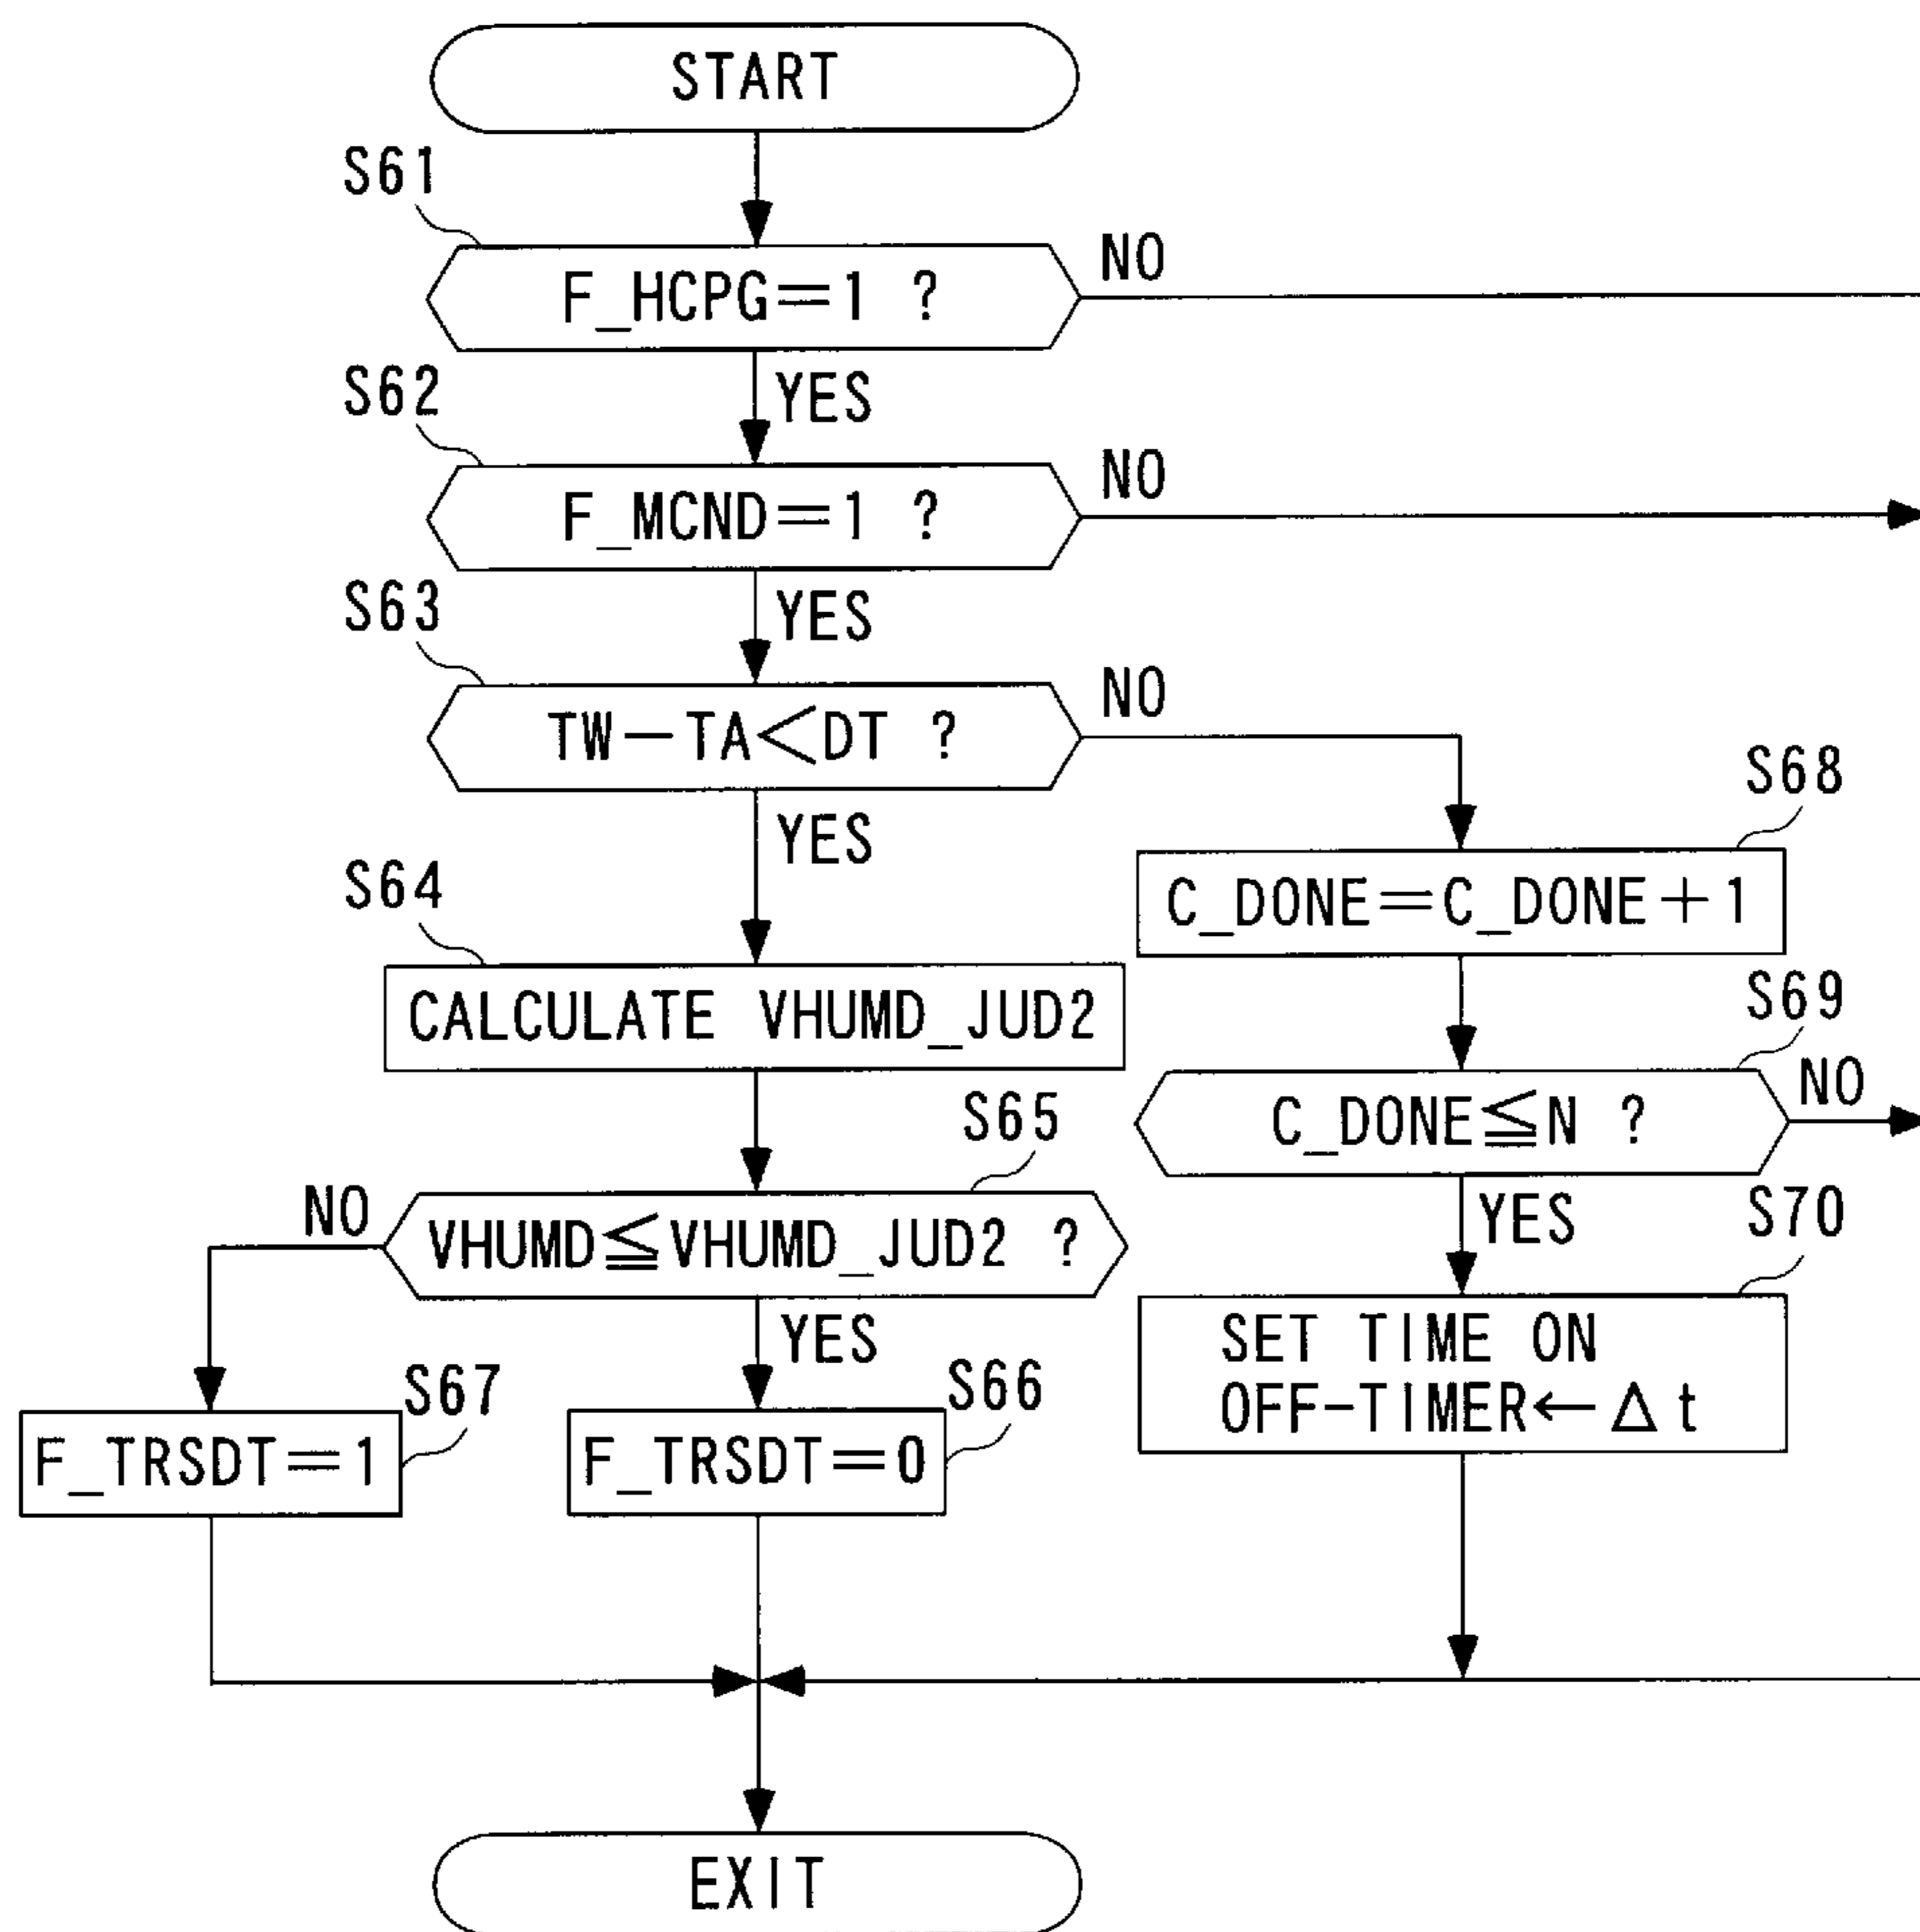 START
S61
F_HCPG=1 ?
NO
YES
S62
F_MCND=1 ?
NO
YES
S63
TW-TA<DT ?
NO
YES
S68
C_DONE=C_DONE+1
S64
CALCULATE VHUMD_JUD2
S69
C_DONE≦N ?
NO
YES
S65
VHUMD≦VHUMD_JUD2 ?
NO
YES
S70
SET TIME ON
OFF-TIMER←Δt
S67
F_TRSDT=1
S66
F_TRSDT=0
EXIT